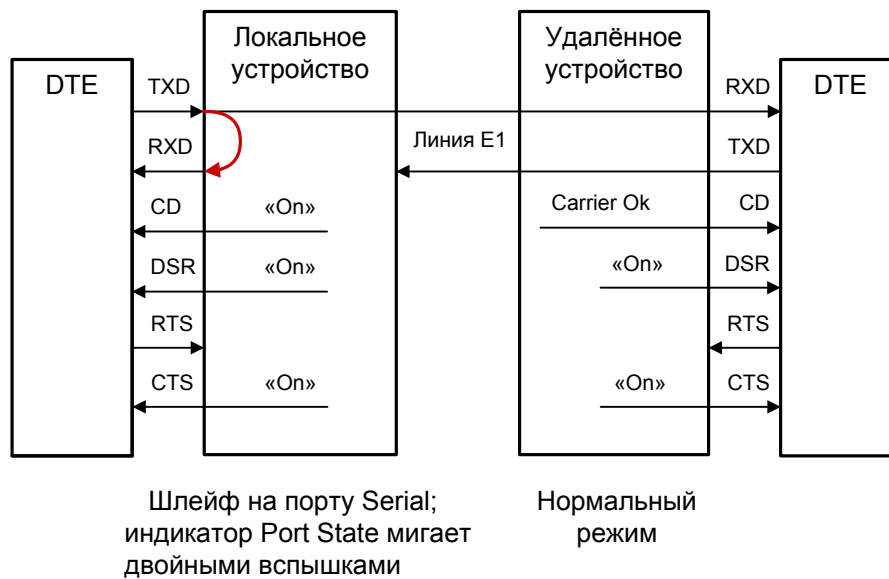 Локальное
устройство
Удалённое
устройство
DTE
TXD
RXD
DTE
RXD
Линия E1
TXD
CD
«On»
Carrier Ok
CD
DSR
«On»
«On»
DSR
RTS
RTS
CTS
«On»
«On»
CTS
Шлейф на порту Serial;
индикатор Port State мигает
двойными вспышками
Нормальный
режим